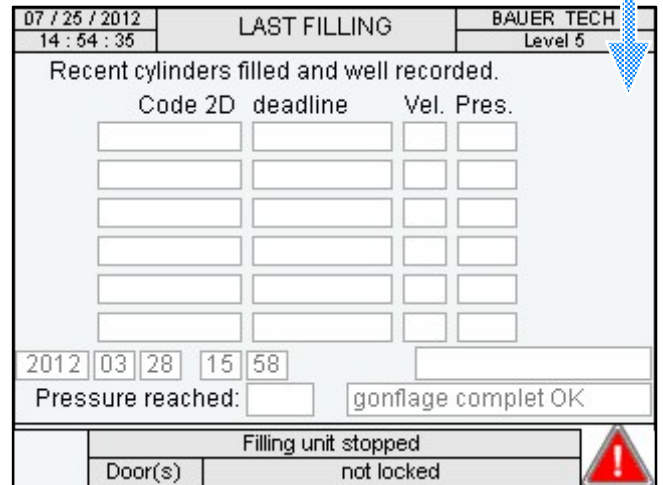 07 / 25 / 2012 LAST FILLING BAUER TECH
14 : 54 : 35 Level 5
Recent cylinders filled and well recorded.
Code 2D deadline Vel. Pres.
2012 03 28 15 58
Pressure reached: gonflage complet OK
Filling unit stopped
Door(s) not locked